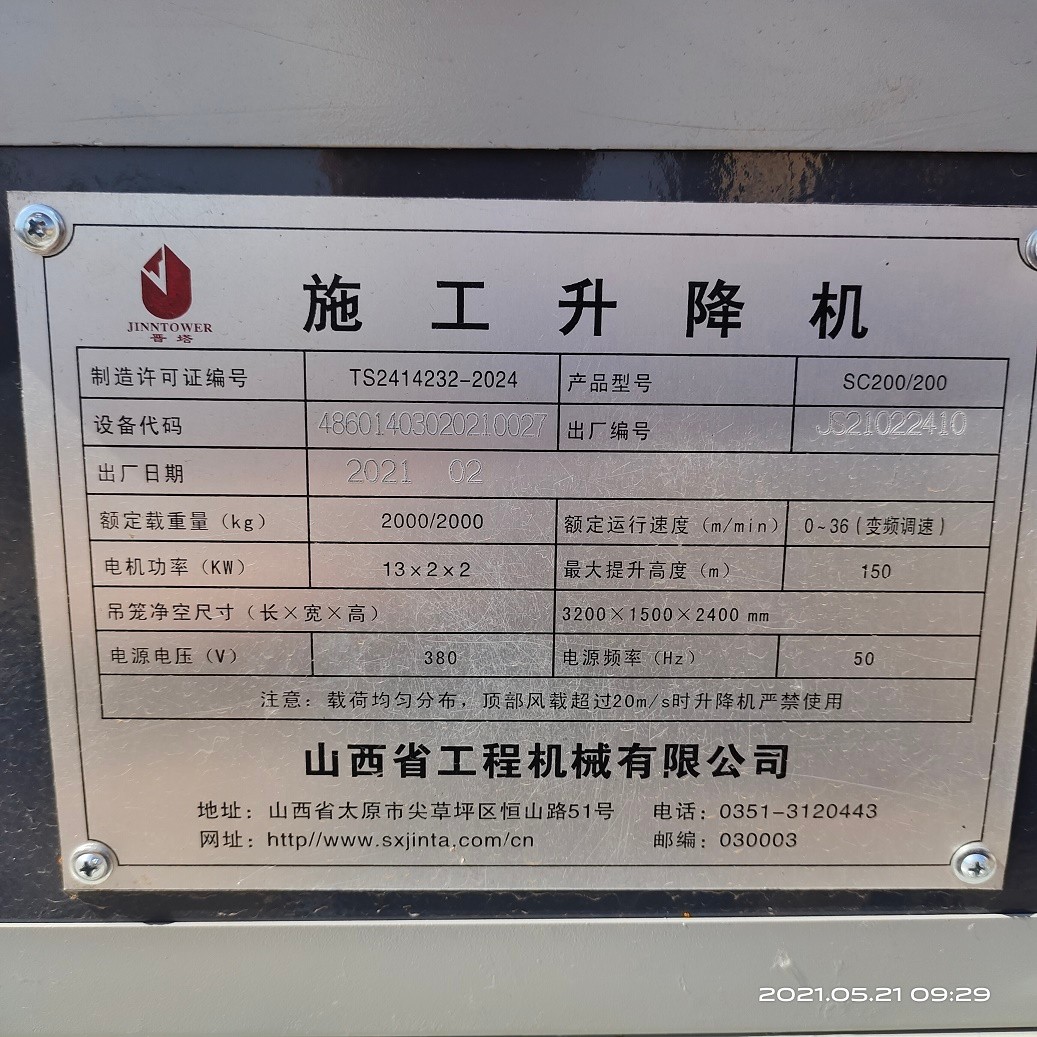 JINNTOWER
晋塔
施工升降机
制造许可证编号 TS2414232-2024 产品型号 SC200/200
设备代码 48601403020210027 出厂编号 JS21022410
出厂日期 2021 02
额定载重量（kg） 2000/2000 额定运行速度（m/min） 0~36（变频调速）
电机功率（KW） 13×2×2 最大提升高度（m） 150
吊笼净空尺寸（长×宽×高） 3200×1500×2400 mm
电源电压（V） 380 电源频率（Hz） 50
注意：载荷均匀分布，顶部风载超过20m/s时升降机严禁使用
山西省工程机械有限公司
地址：山西省太原市尖草坪区恒山路51号 电话：0351-3120443
网址：http//www.sxjinta.com/cn 邮编：030003
2021.05.21 09:29